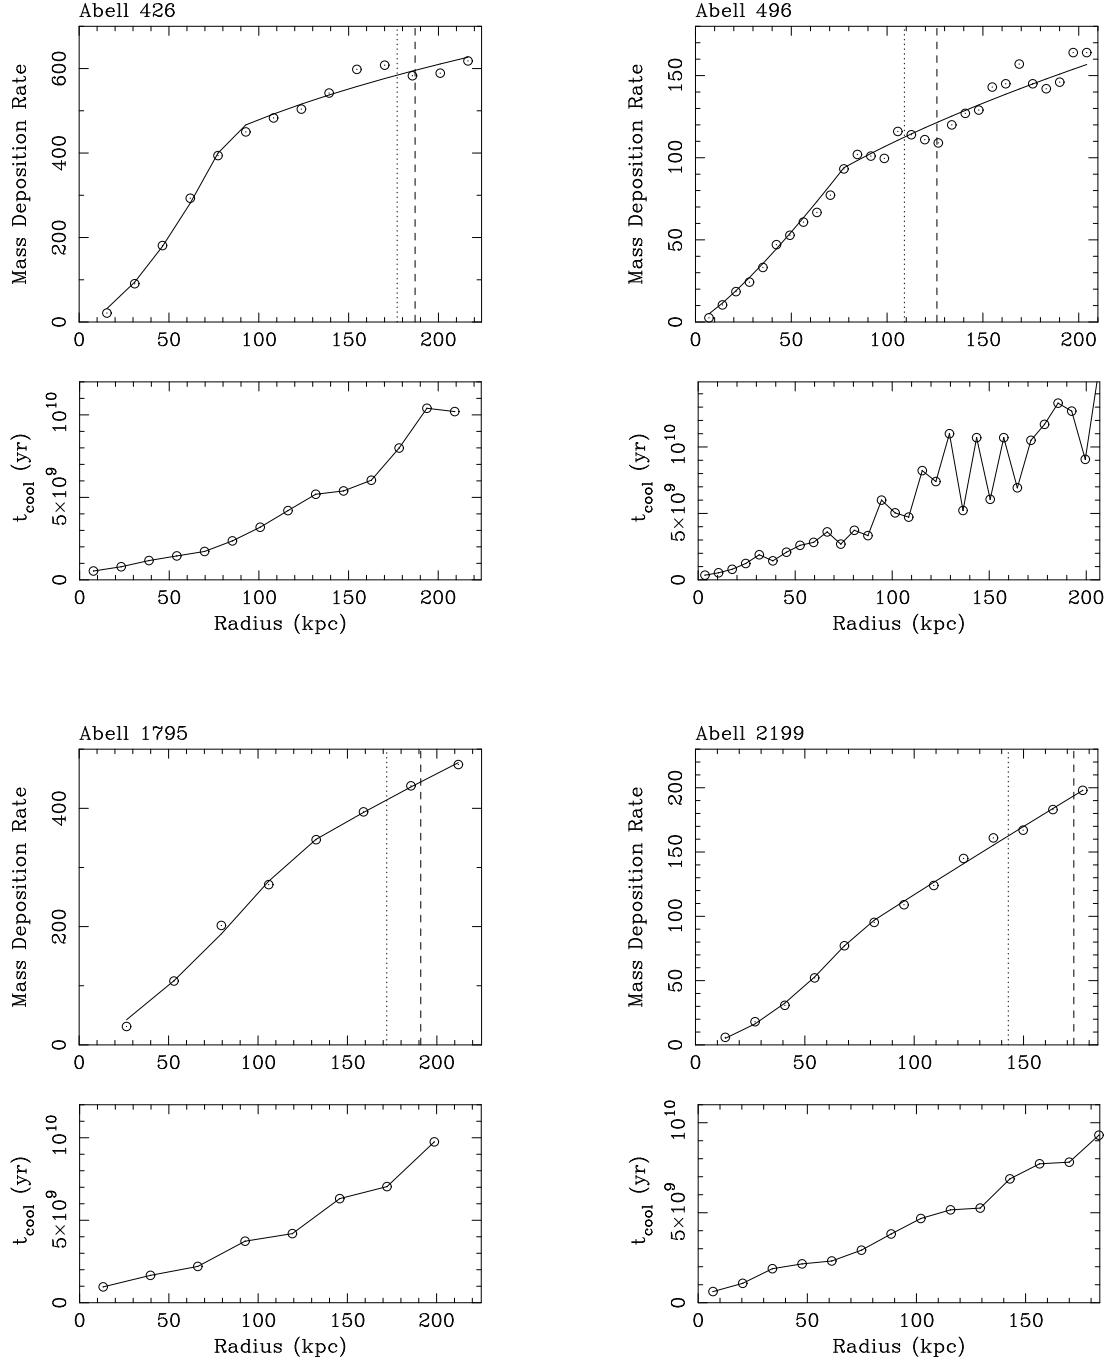 Abell 426
Mass Deposition Rate
0 200 400 600
0 50 100 150 200
t_cool (yr)
0 5×10^9 10^10
0 50 100 150 200
Radius (kpc)
Abell 496
Mass Deposition Rate
0 50 100 150
0 50 100 150 200
t_cool (yr)
0 5×10^9 10^10
0 50 100 150 200
Radius (kpc)
Abell 1795
Mass Deposition Rate
0 200 400
0 50 100 150 200
t_cool (yr)
0 5×10^9 10^10
0 50 100 150 200
Radius (kpc)
Abell 2199
Mass Deposition Rate
0 50 100 150 200
0 50 100 150
t_cool (yr)
0 5×10^9 10^10
0 50 100 150
Radius (kpc)